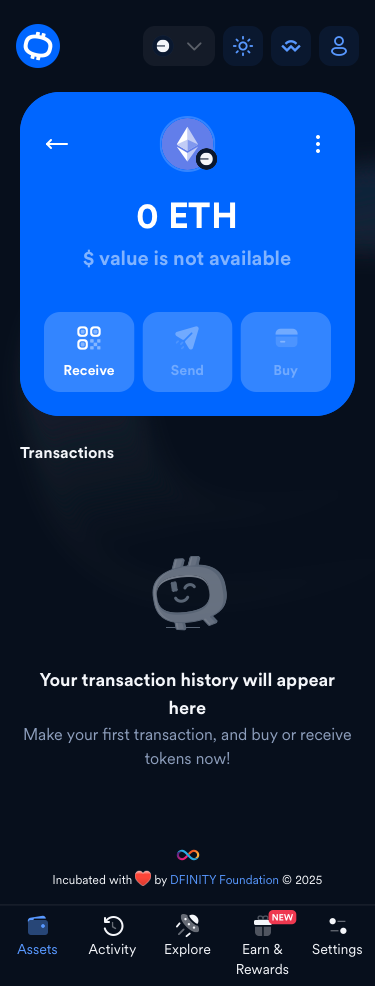 0 ETH
$ value is not available
Receive
Send
Buy
Transactions
Your transaction history will appear
here
Make your first transaction, and buy or receive
tokens now!
Incubated with ❤️ by DFINITY Foundation © 2025
NEW
Assets
Activity
Explore
Earn &
Rewards
Settings